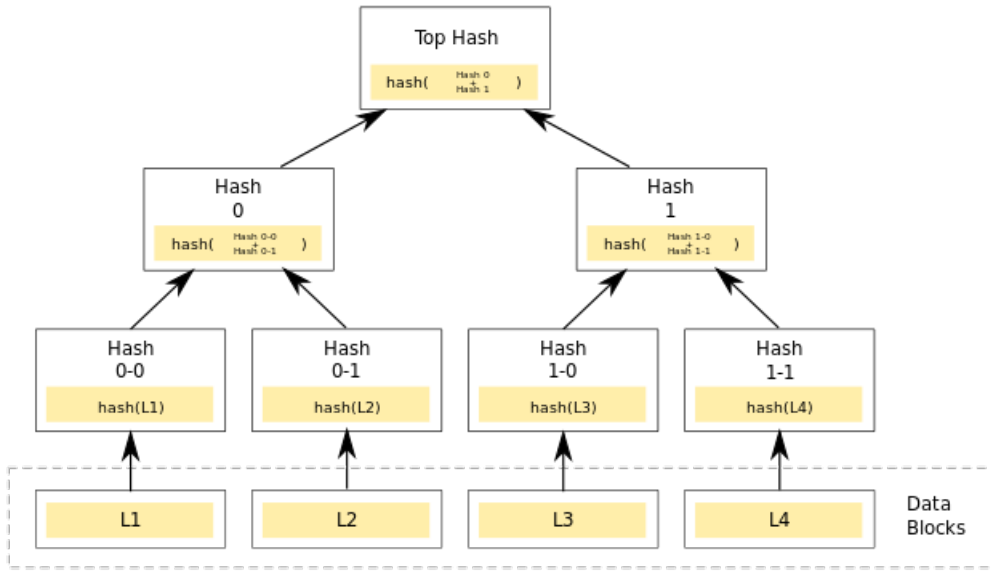 Top Hash
hash( Hash 0 + Hash 1 )
Hash
0
hash( Hash 0-0 + Hash 0-1 )
Hash
1
hash( Hash 1-0 + Hash 1-1 )
Hash
0-0
hash(L1)
Hash
0-1
hash(L2)
Hash
1-0
hash(L3)
Hash
1-1
hash(L4)
L1
L2
L3
L4
Data
Blocks